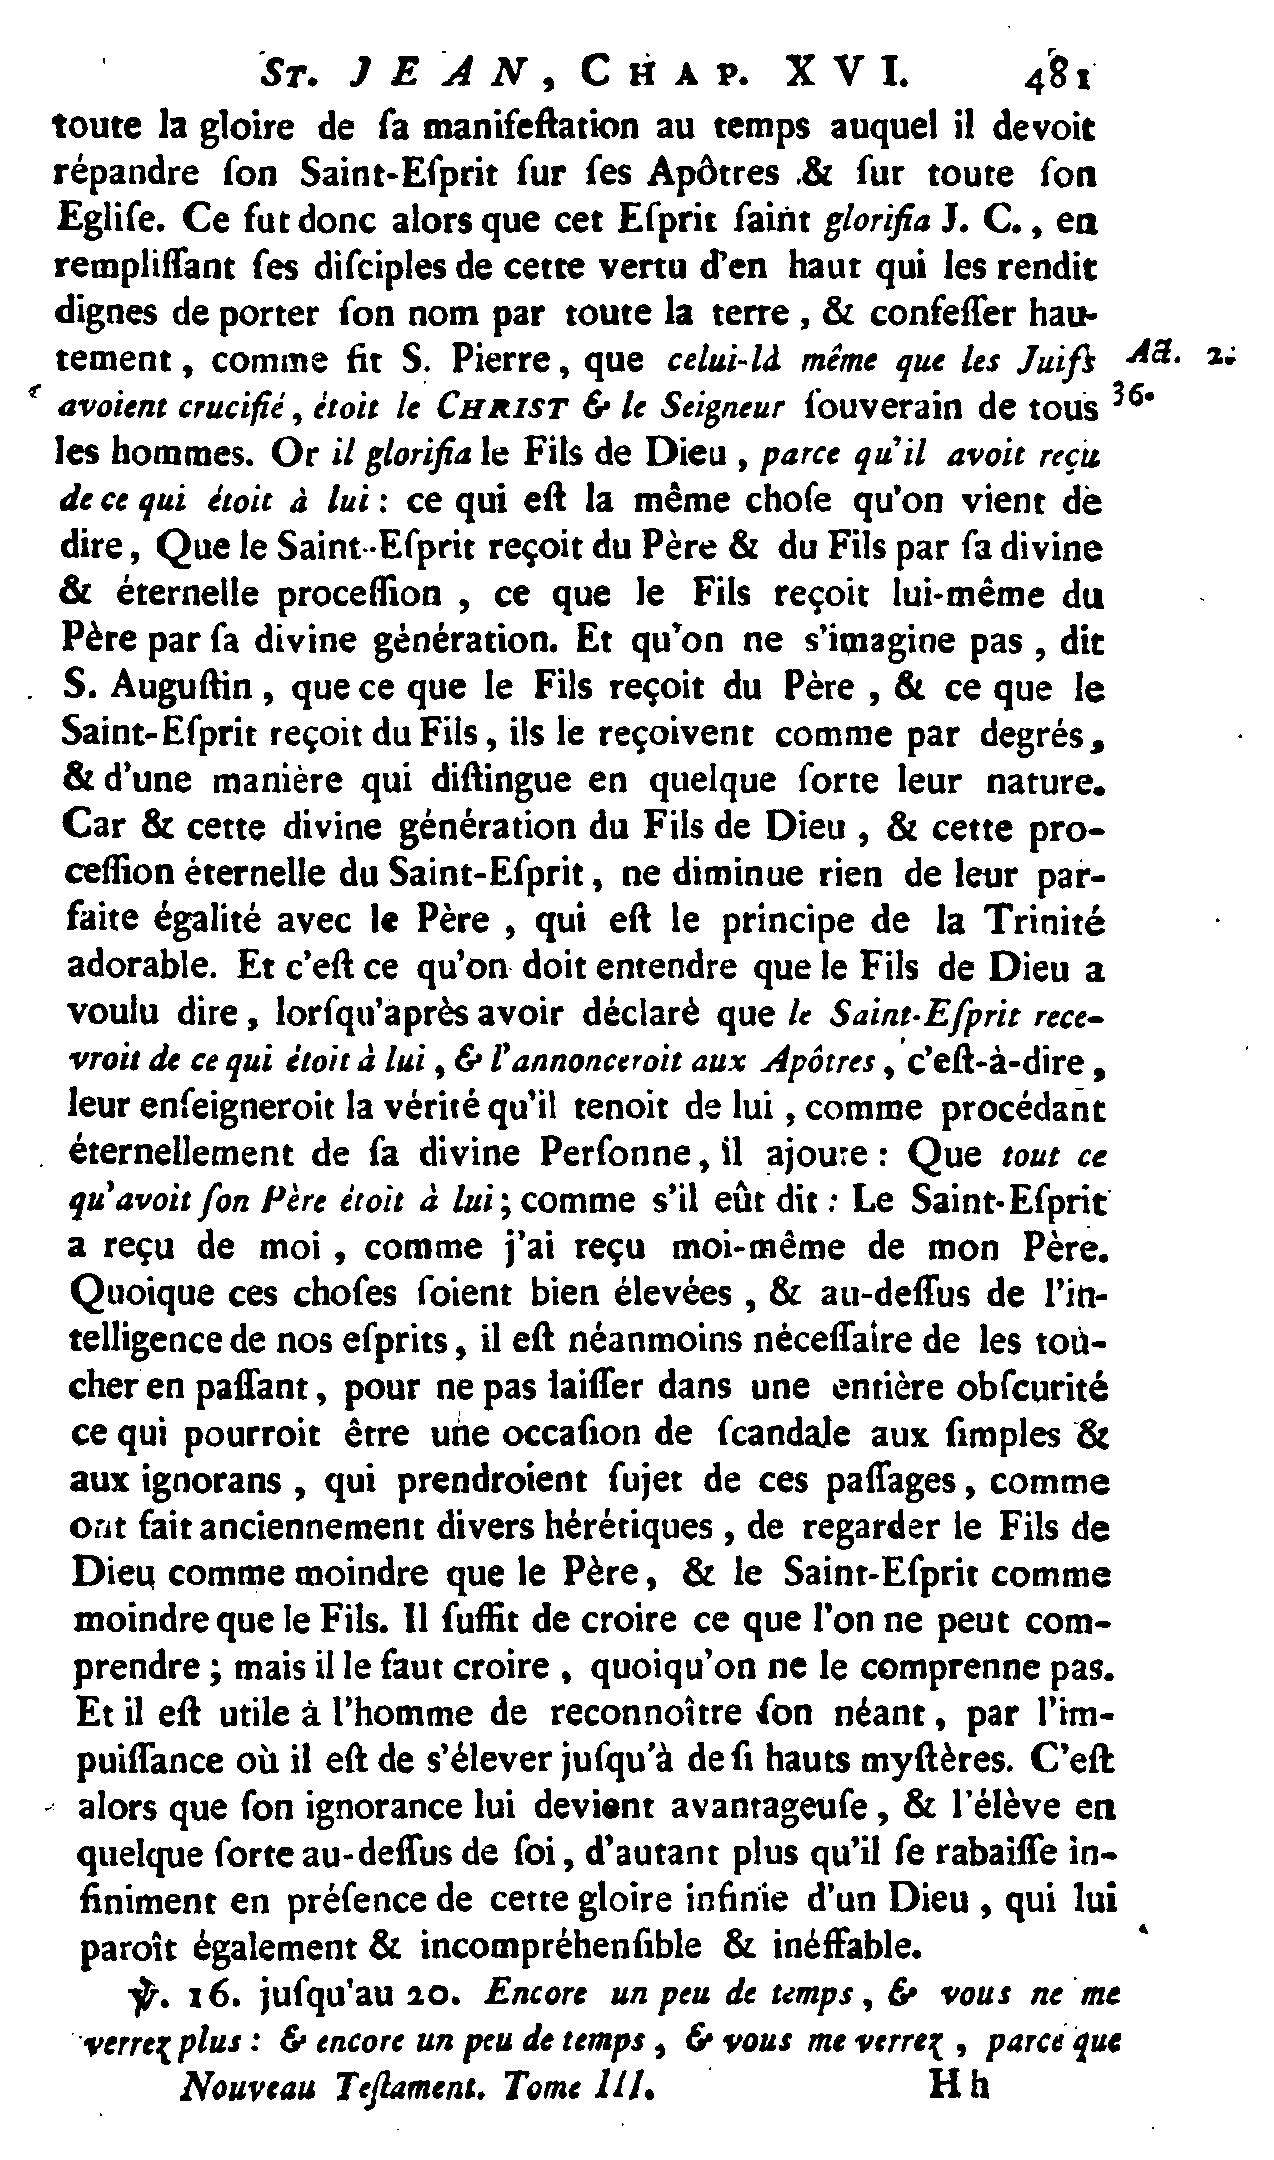 ST. JEAN, CHAP. XVI. 481
toute la gloire de ſa manifeſtation au temps auquel il devoit
répandre ſon Saint-Eſprit ſur ſes Apôtres & ſur toute ſon
Egliſe. Ce fut donc alors que cet Eſprit ſaint glorifia J. C., en
rempliſſant ſes diſciples de cette vertu d'en haut qui les rendit
dignes de porter ſon nom par toute la terre, & confeſſer hau-
tement, comme fit S. Pierre, que celui-là même que les Juifs Act. 2.
avoient crucifié, étoit le CHRIST & le Seigneur ſouverain de tous 36.
les hommes. Or il glorifia le Fils de Dieu, parce qu'il avoit reçu
de ce qui étoit à lui : ce qui eſt la même choſe qu'on vient de
dire, Que le Saint-Eſprit reçoit du Père & du Fils par ſa divine
& éternelle proceſſion, ce que le Fils reçoit lui-même du
Père par ſa divine génération. Et qu'on ne s'imagine pas, dit
S. Auguſtin, que ce que le Fils reçoit du Père, & ce que le
Saint-Eſprit reçoit du Fils, ils le reçoivent comme par degrés,
& d'une manière qui diſtingue en quelque ſorte leur nature.
Car & cette divine génération du Fils de Dieu, & cette pro-
ceſſion éternelle du Saint-Eſprit, ne diminue rien de leur par-
faite égalité avec le Père, qui eſt le principe de la Trinité
adorable. Et c'eſt ce qu'on doit entendre que le Fils de Dieu a
voulu dire, lorſqu'après avoir déclaré que le Saint-Eſprit rece-
vroit de ce qui étoit à lui, & l'annonceroit aux Apôtres, c'eſt-à-dire,
leur enſeigneroit la vérité qu'il tenoit de lui, comme procédant
éternellement de ſa divine Perſonne, il ajoute : Que tout ce
qu'avoit ſon Père étoit à lui ; comme s'il eût dit : Le Saint-Eſprit
a reçu de moi, comme j'ai reçu moi-même de mon Père.
Quoique ces choſes ſoient bien élevées, & au-deſſus de l'in-
telligence de nos eſprits, il eſt néanmoins néceſſaire de les tou-
cher en paſſant, pour ne pas laiſſer dans une entière obſcurité
ce qui pourroit être une occaſion de ſcandale aux ſimples &
aux ignorans, qui prendroient ſujet de ces paſſages, comme
ont fait anciennement divers hérétiques, de regarder le Fils de
Dieu comme moindre que le Père, & le Saint-Eſprit comme
moindre que le Fils. Il ſuffit de croire ce que l'on ne peut com-
prendre ; mais il le faut croire, quoiqu'on ne le comprenne pas.
Et il eſt utile à l'homme de reconnoître ſon néant, par l'im-
puiſſance où il eſt de s'élever juſqu'à de ſi hauts myſtères. C'eſt
alors que ſon ignorance lui devient avantageuſe, & l'élève en
quelque ſorte au-deſſus de ſoi, d'autant plus qu'il ſe rabaiſſe in-
finiment en préſence de cette gloire infinie d'un Dieu, qui lui
paroît également & incompréhenſible & inéffable.
℣. 16. juſqu'au 20. Encore un peu de temps, & vous ne me
verrez plus : & encore un peu de temps, & vous me verrez, parce que
Nouveau Teſtament. Tome III. Hh